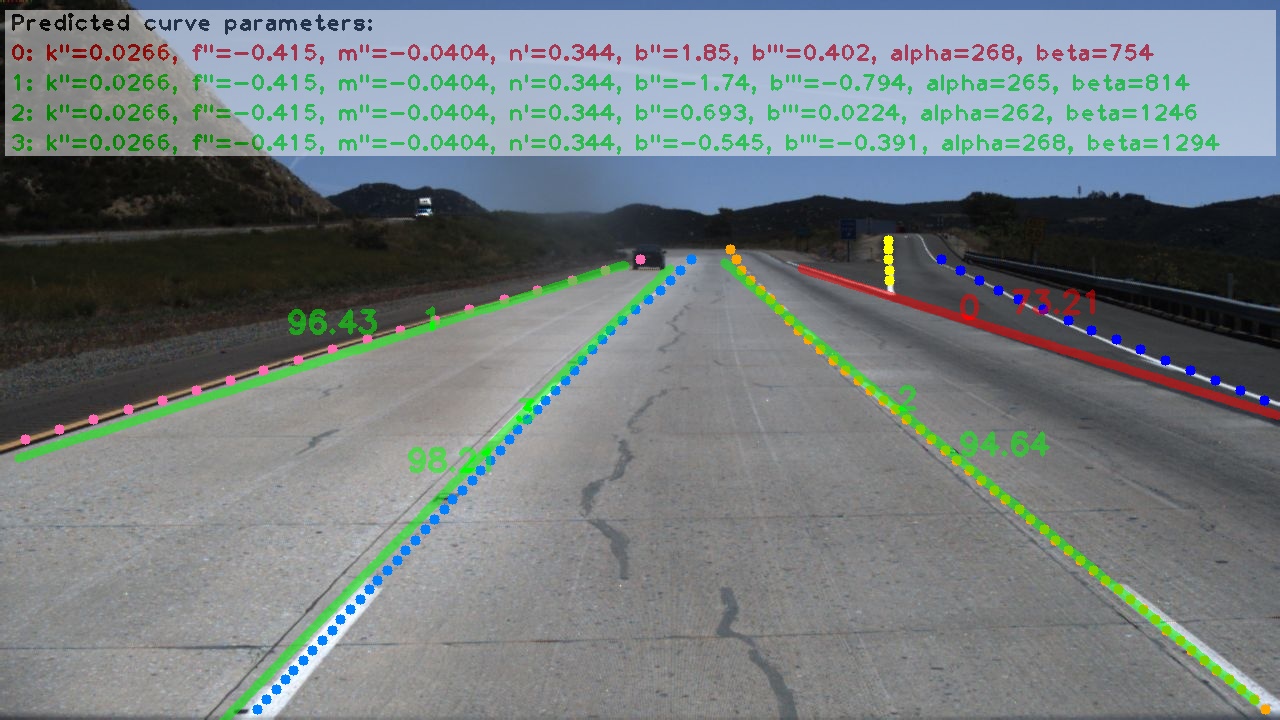 Predicted curve parameters:
0: k''=0.0266, f''=−0.415, m''=−0.0404, n'=0.344, b''=1.85, b'''=0.402, alpha=268, beta=754
1: k''=0.0266, f''=−0.415, m''=−0.0404, n'=0.344, b''=−1.74, b'''=−0.794, alpha=265, beta=814
2: k''=0.0266, f''=−0.415, m''=−0.0404, n'=0.344, b''=0.693, b'''=0.0224, alpha=262, beta=1246
3: k''=0.0266, f''=−0.415, m''=−0.0404, n'=0.344, b''=−0.545, b'''=−0.391, alpha=268, beta=1294
0 73.21
96.43 1
2
94.64